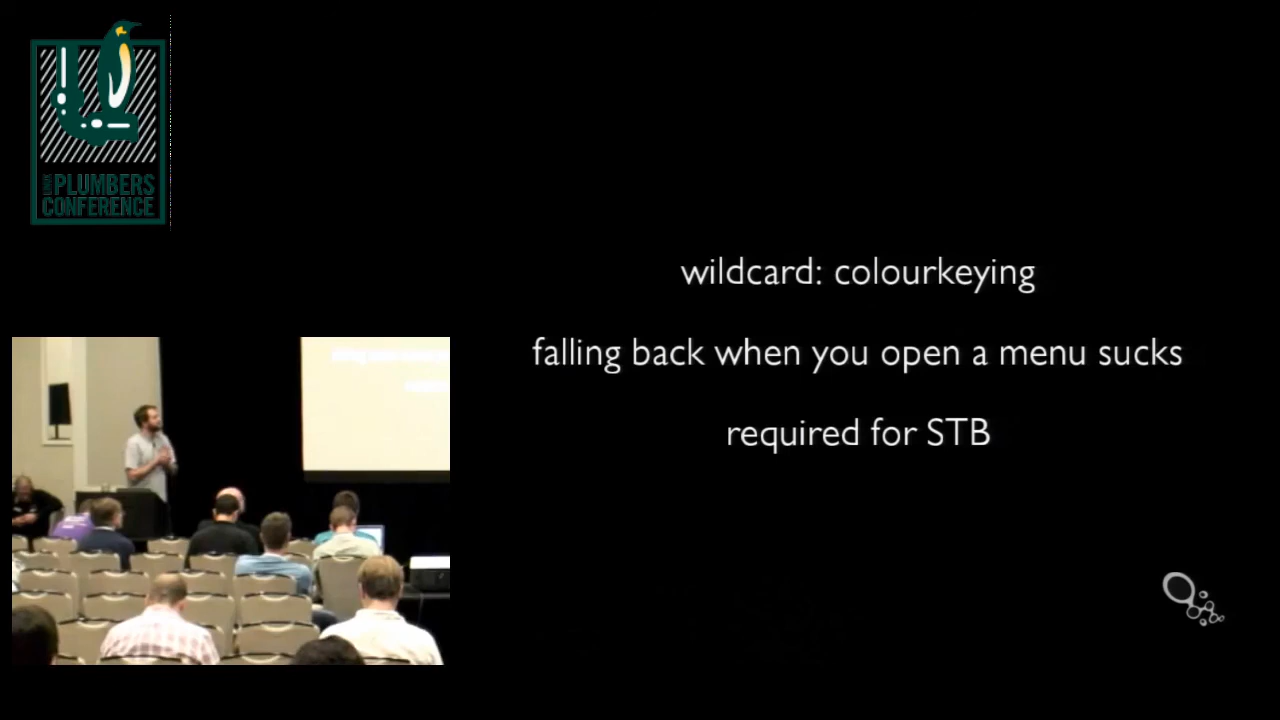 PLUMBERS
CONFERENCE
wildcard: colourkeying
falling back when you open a menu sucks
required for STB